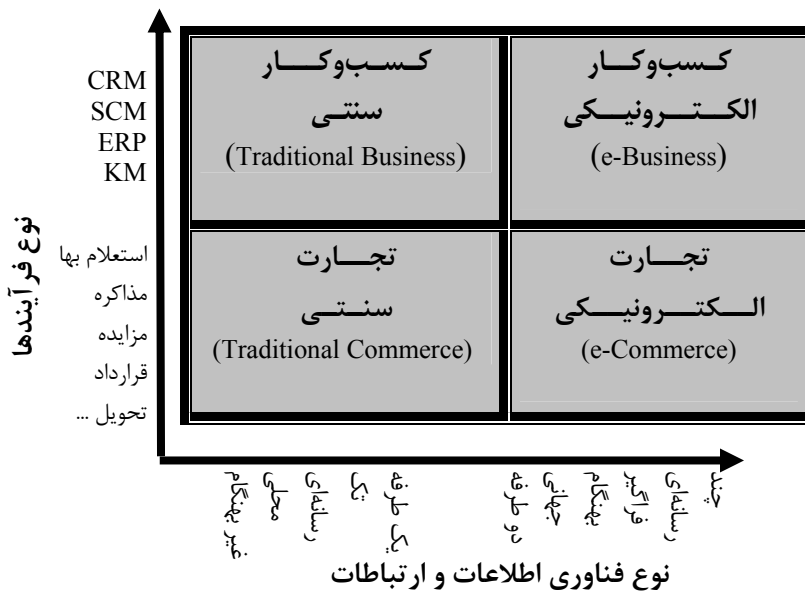 CRM
SCM
ERP
KM
استعلام بها
مذاکره
مزایده
قرارداد
تحویل ...
نوع فرآیندها
کسب‌وکار
سنتی
(Traditional Business)
کسب‌وکار
الکترونیکی
(e-Business)
تجارت
سنتی
(Traditional Commerce)
تجارت
الکترونیکی
(e-Commerce)
غیر بهنگام
محلی
رسانه‌ای
تک
یک طرفه
دو طرفه
جهانی
بهنگام
فراگیر
رسانه‌ای
چند
نوع فناوری اطلاعات و ارتباطات